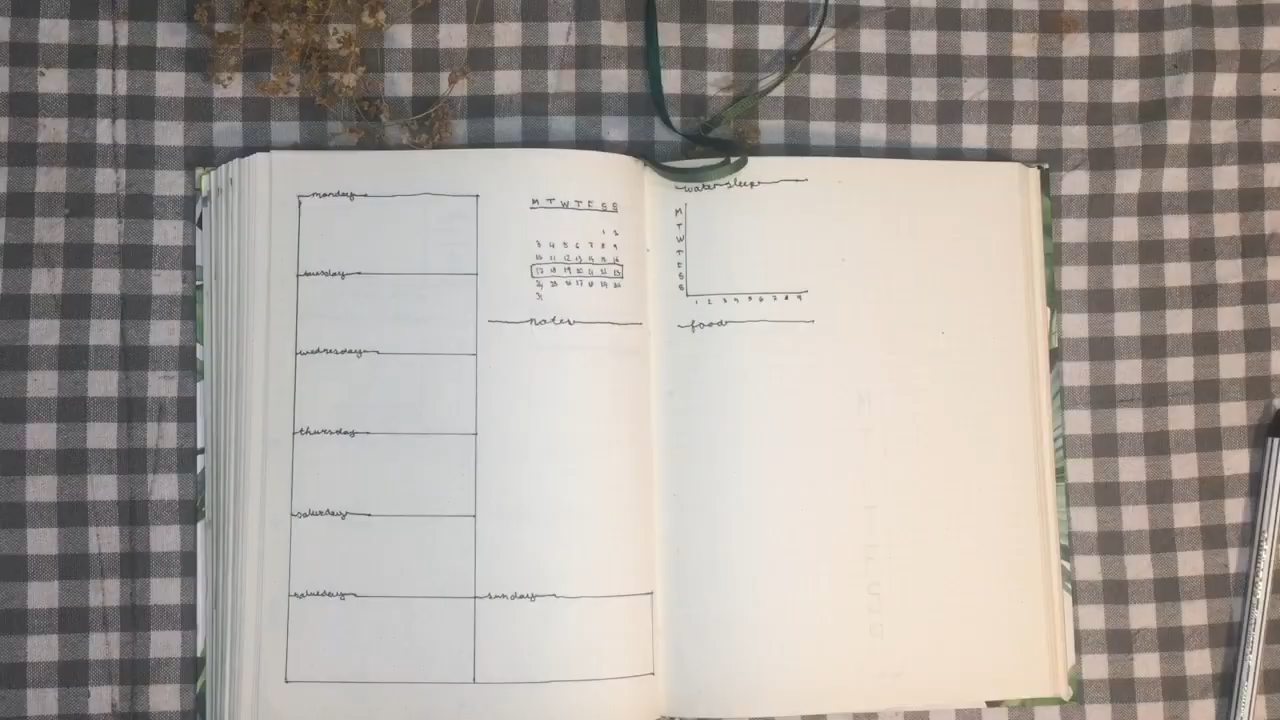 monday
tuesday
wednesday
thursday
saturday
saturday
sunday
M T W T F S S
1 2
3 4 5 6 7 8 9
10 11 12 13 14 15 16
17 18 19 20 21 22 23
24 25 26 27 28 29 30
31
notes
water sleep
M
T
W
T
F
S
S
1 2 3 4 5 6 7 8 9
food